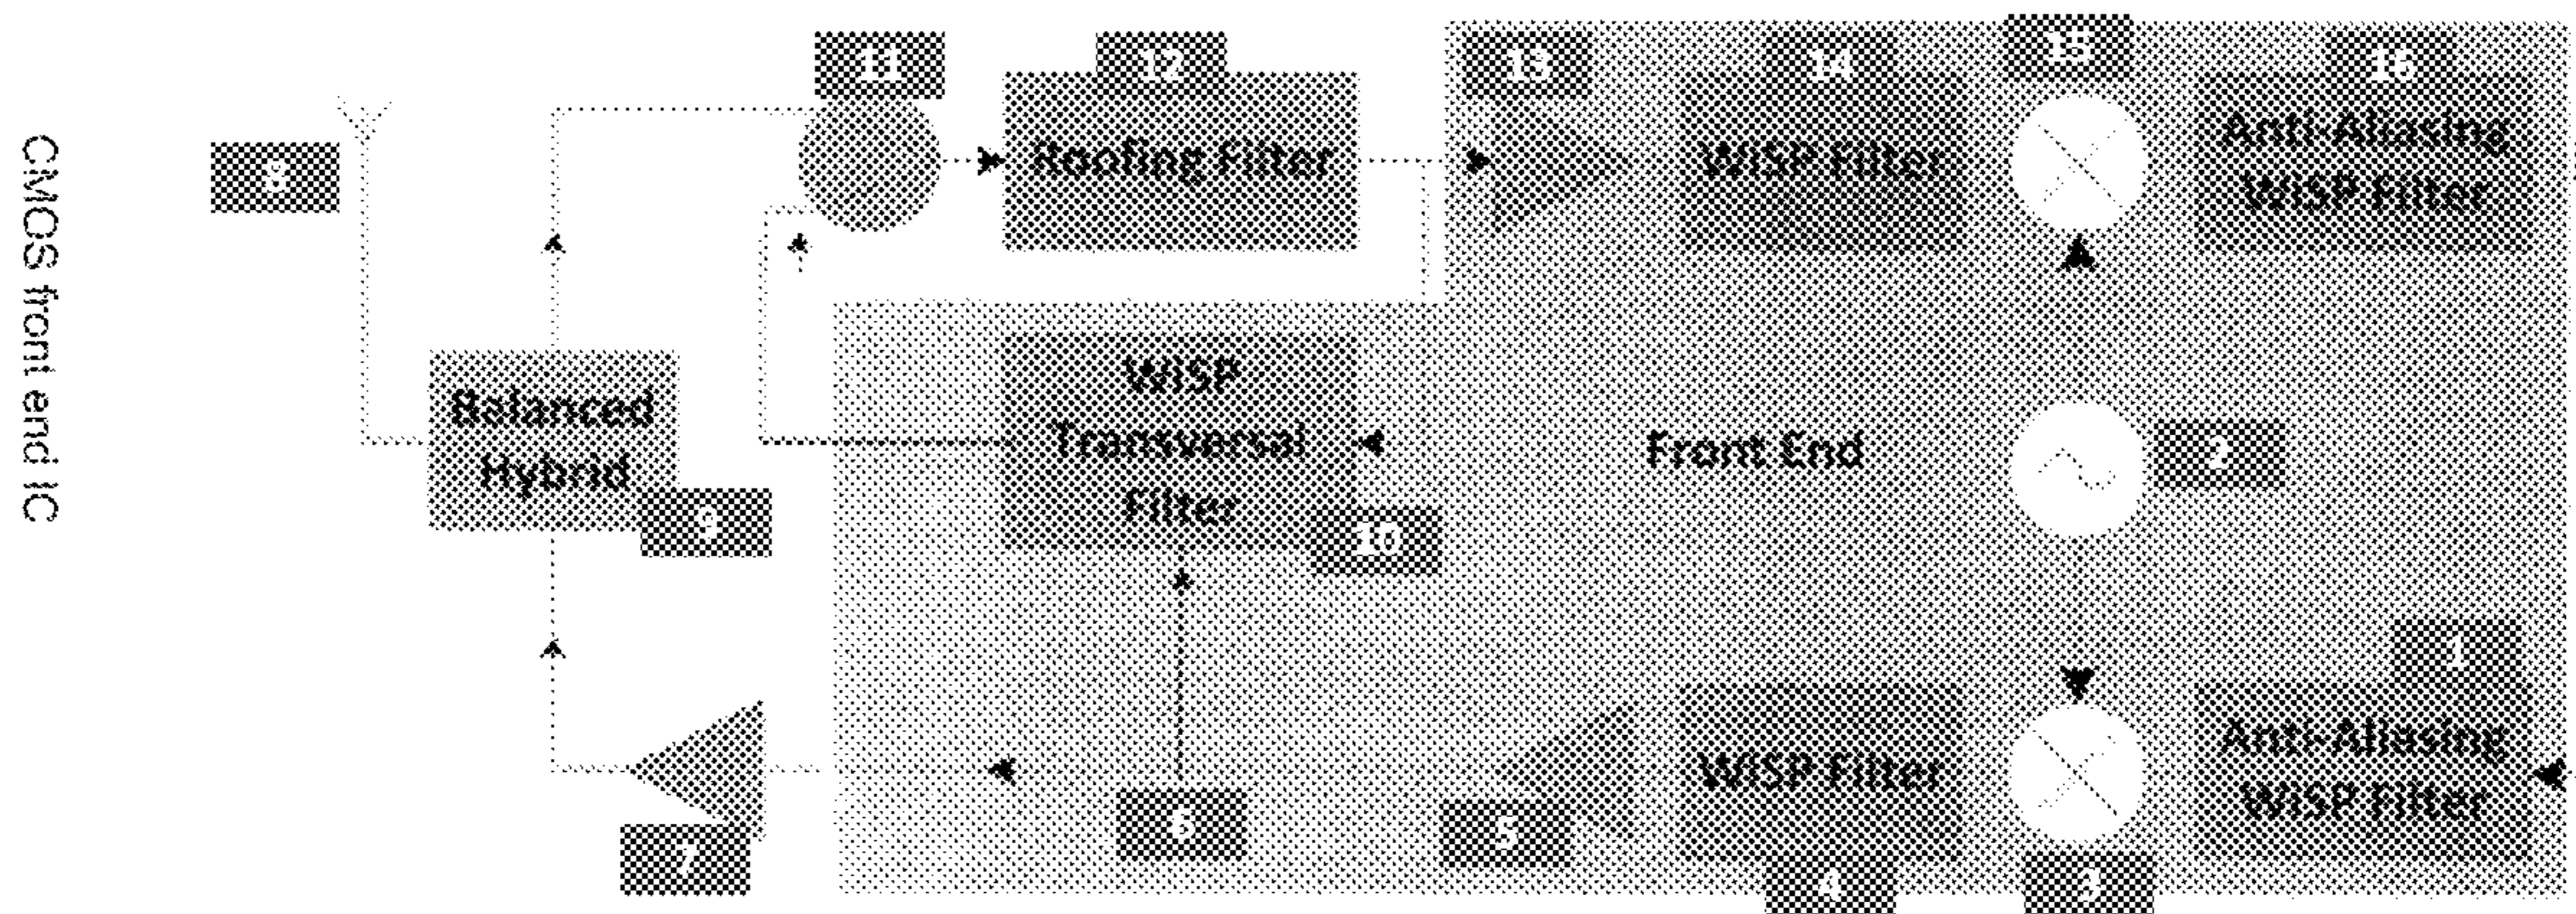 CMOS front end IC
8
11
12
Roofing Filter
13
14
WISP Filter
15
16
Anti-Aliasing
WISP Filter
Balanced
Hybrid
9
WISP
Transversal
Filter
10
Front End
2
7
6
5
WISP Filter
4
3
1
Anti-Aliasing
WISP Filter